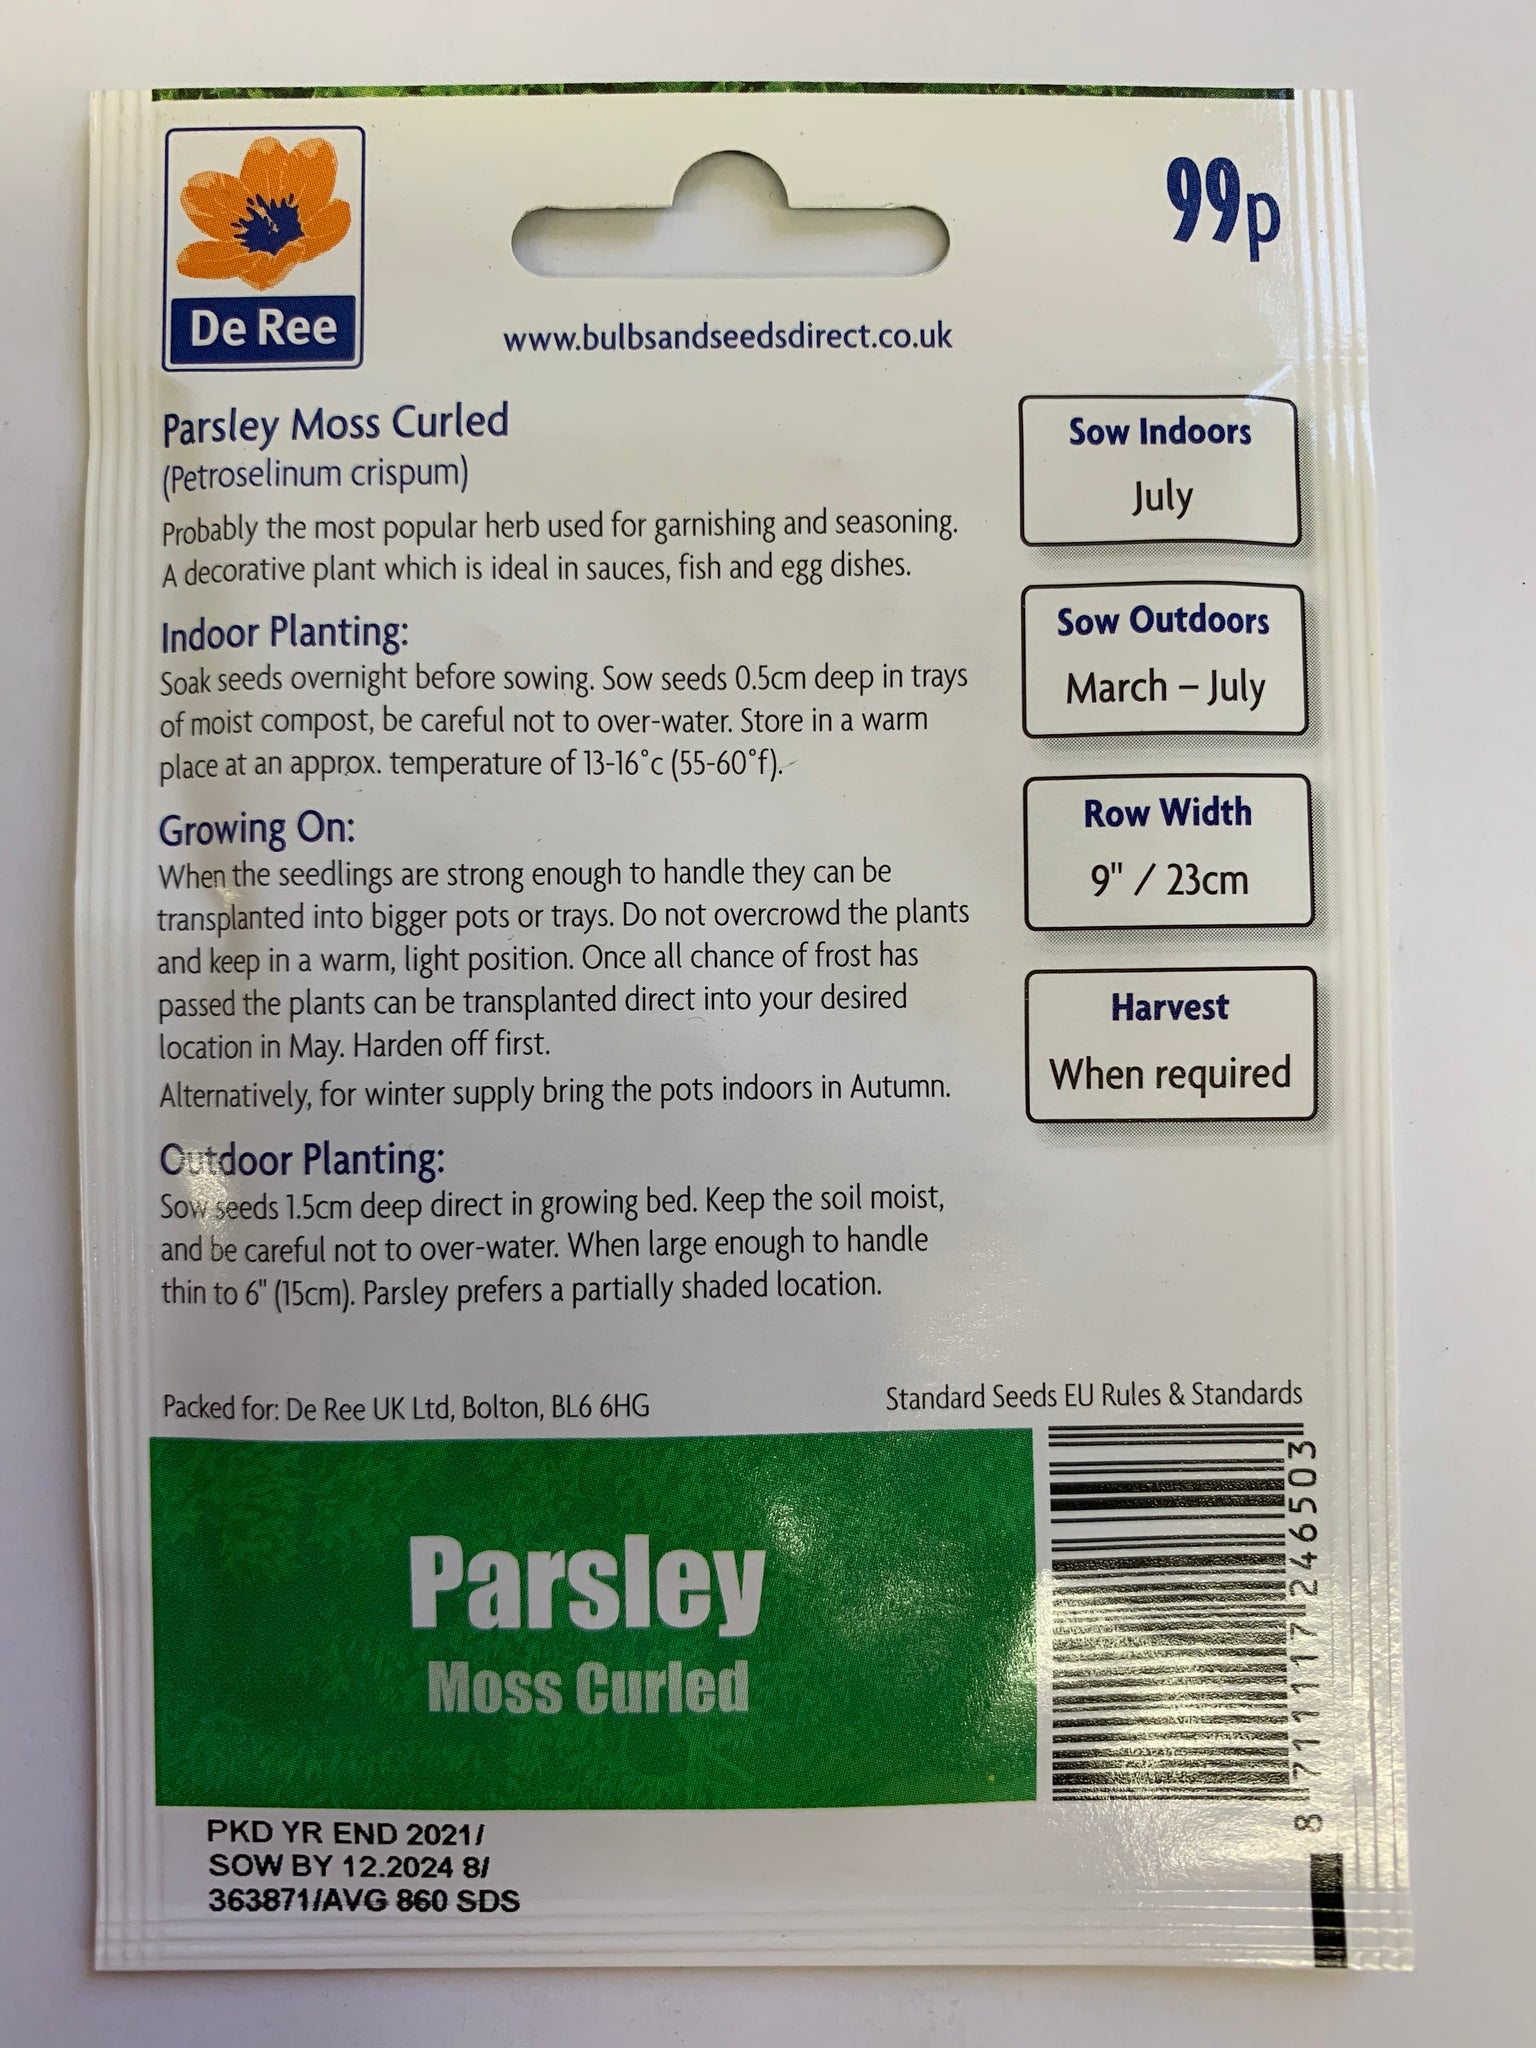 De Ree
99p
www.bulbsandseedsdirect.co.uk
Parsley Moss Curled
(Petroselinum crispum)
Probably the most popular herb used for garnishing and seasoning.
A decorative plant which is ideal in sauces, fish and egg dishes.
Indoor Planting:
Soak seeds overnight before sowing. Sow seeds 0.5cm deep in trays
of moist compost, be careful not to over-water. Store in a warm
place at an approx. temperature of 13-16°c (55-60°f).
Growing On:
When the seedlings are strong enough to handle they can be
transplanted into bigger pots or trays. Do not overcrowd the plants
and keep in a warm, light position. Once all chance of frost has
passed the plants can be transplanted direct into your desired
location in May. Harden off first.
Alternatively, for winter supply bring the pots indoors in Autumn.
Outdoor Planting:
Sow seeds 1.5cm deep direct in growing bed. Keep the soil moist,
and be careful not to over-water. When large enough to handle
thin to 6" (15cm). Parsley prefers a partially shaded location.
Sow Indoors
July
Sow Outdoors
March – July
Row Width
9" / 23cm
Harvest
When required
Packed for: De Ree UK Ltd, Bolton, BL6 6HG
Standard Seeds EU Rules & Standards
Parsley
Moss Curled
8 711117 246503
PKD YR END 2021/
SOW BY 12.2024 8/
363871/AVG 860 SDS